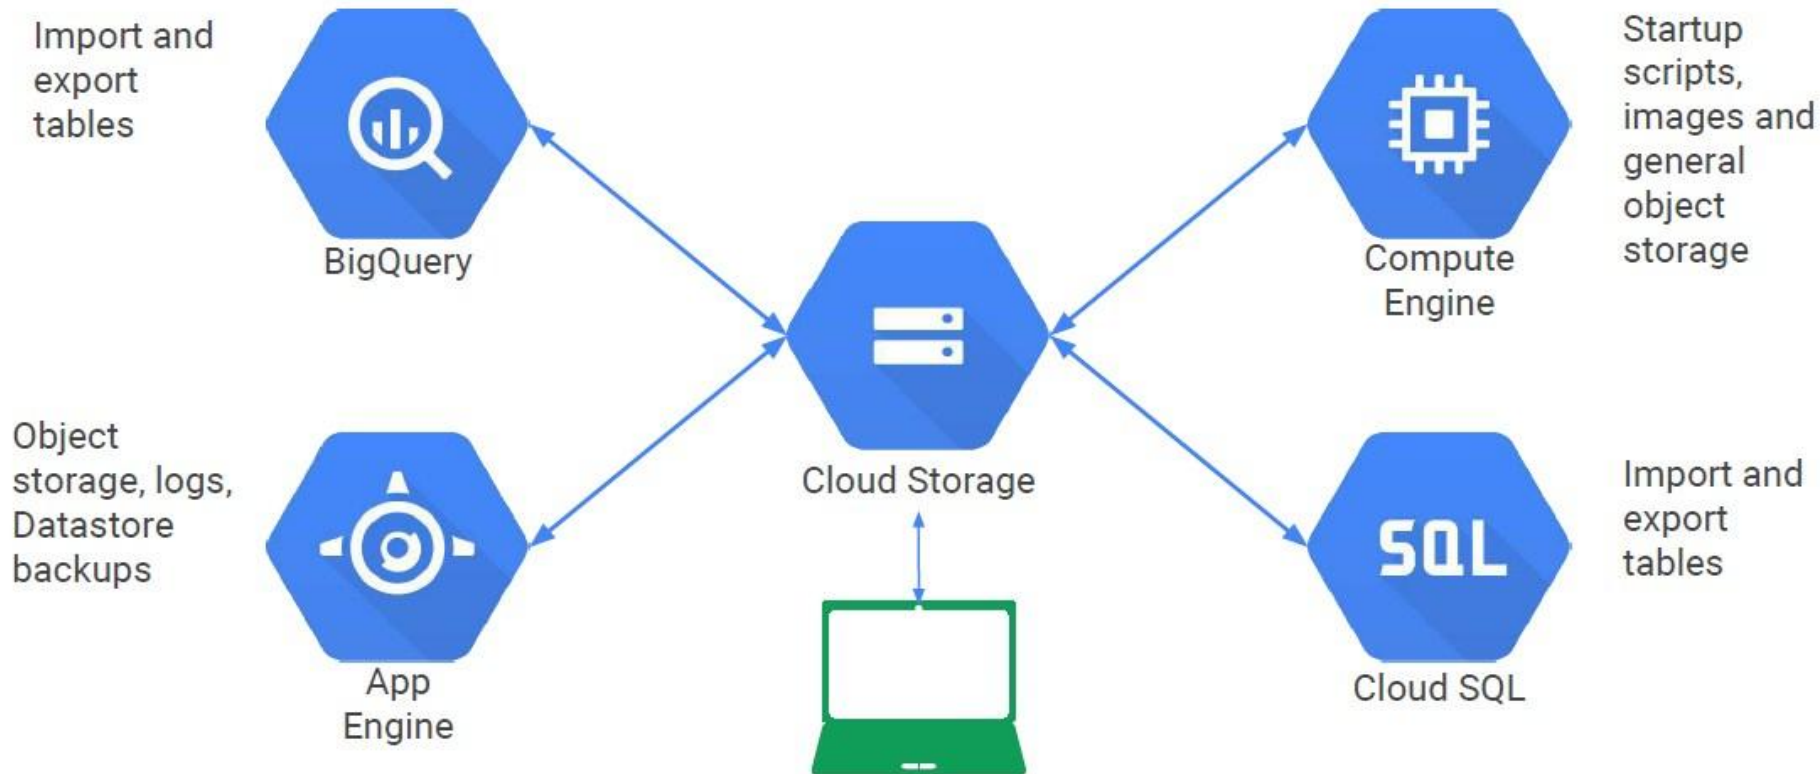 Import and
export
tables
BigQuery
Startup
scripts,
images and
general
object
storage
Compute
Engine
Cloud Storage
Object
storage, logs,
Datastore
backups
App
Engine
SQL
Cloud SQL
Import and
export
tables